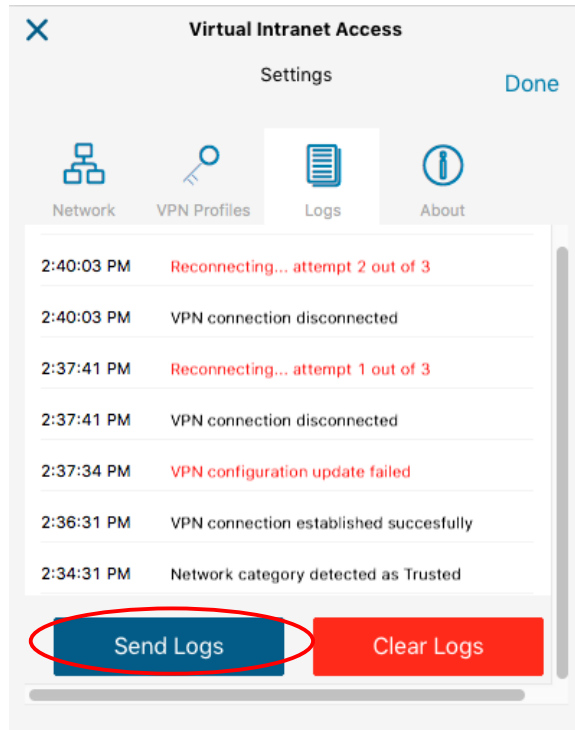 Virtual Intranet Access
Settings
Done
Network VPN Profiles Logs About
2:40:03 PM Reconnecting... attempt 2 out of 3
2:40:03 PM VPN connection disconnected
2:37:41 PM Reconnecting... attempt 1 out of 3
2:37:41 PM VPN connection disconnected
2:37:34 PM VPN configuration update failed
2:36:31 PM VPN connection established succesfully
2:34:31 PM Network category detected as Trusted
Send Logs Clear Logs